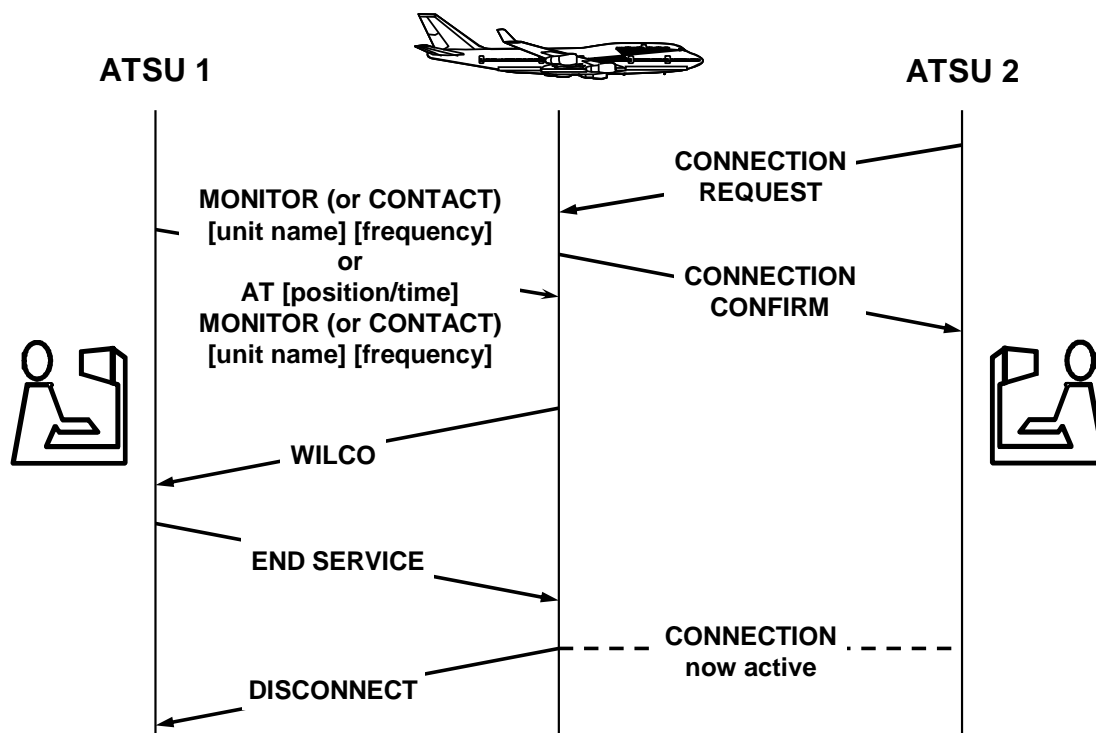 ATSU 1
ATSU 2
CONNECTION
REQUEST
MONITOR (or CONTACT)
[unit name] [frequency]
or
AT [position/time]
MONITOR (or CONTACT)
[unit name] [frequency]
CONNECTION
CONFIRM
WILCO
END SERVICE
CONNECTION
now active
DISCONNECT